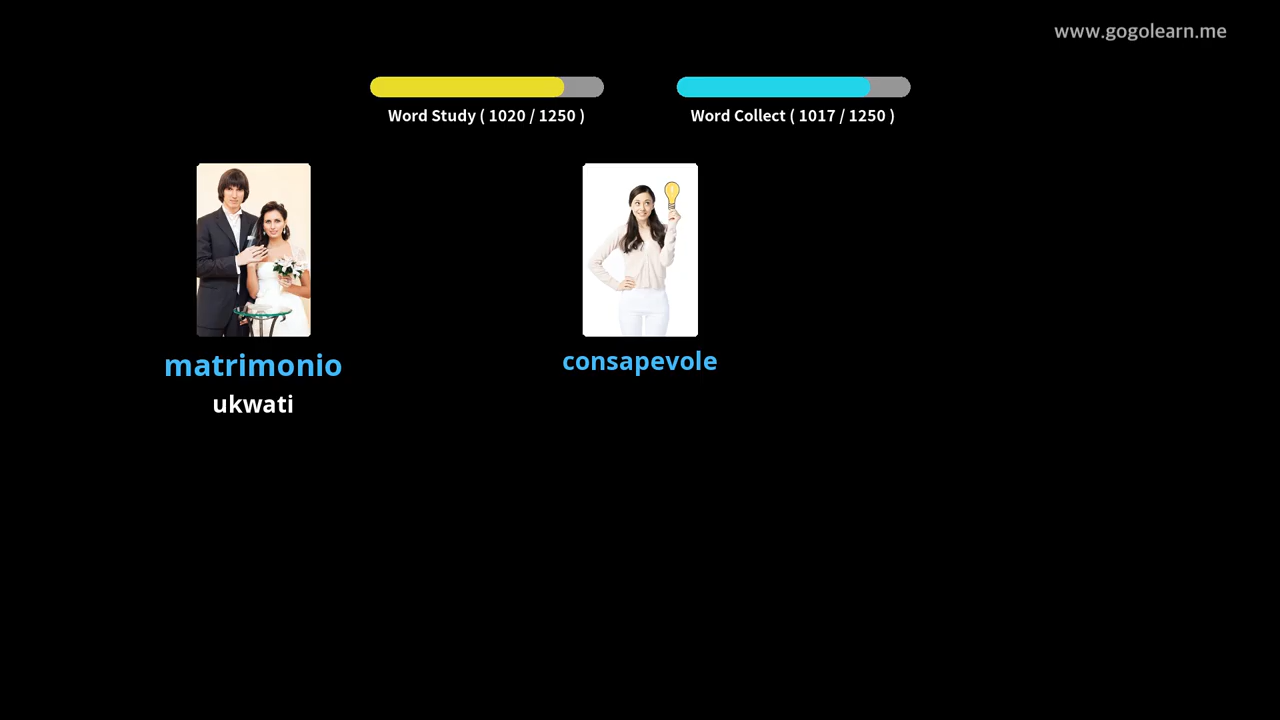 www.gogolearn.me
Word Study ( 1020 / 1250 )
Word Collect ( 1017 / 1250 )
matrimonio
ukwati
consapevole